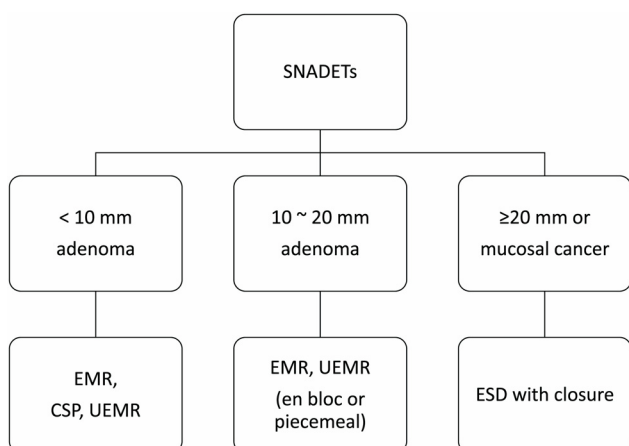 SNADETs
< 10 mm
adenoma
10 ~ 20 mm
adenoma
≥20 mm or
mucosal cancer
EMR,
CSP, UEMR
EMR, UEMR
(en bloc or
piecemeal)
ESD with closure